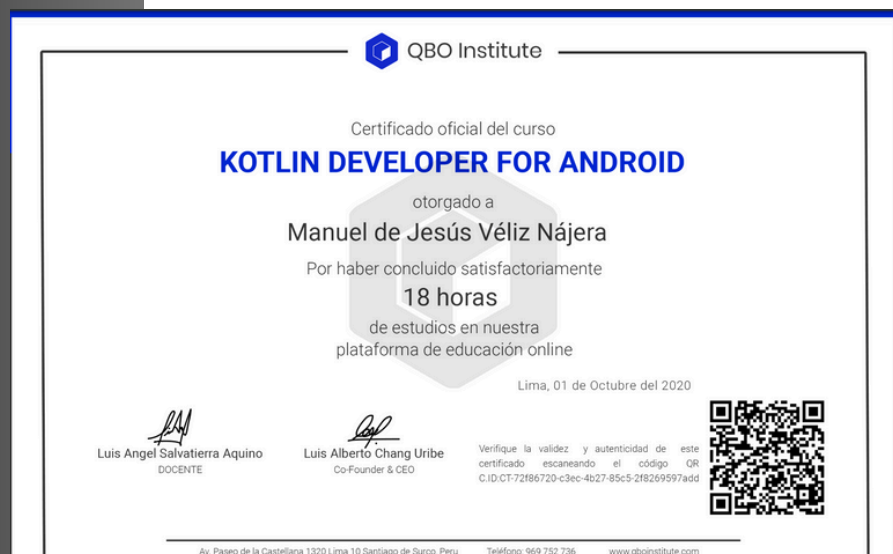 QBO Institute
Certificado oficial del curso
KOTLIN DEVELOPER FOR ANDROID
otorgado a
Manuel de Jesús Véliz Nájera
Por haber concluido satisfactoriamente
18 horas
de estudios en nuestra
plataforma de educación online
Lima, 01 de Octubre del 2020
Luis Angel Salvatierra Aquino
DOCENTE
Luis Alberto Chang Uribe
Co-Founder & CEO
Verifique la validez y autenticidad de este
certificado escaneando el código QR
C.ID:CT-72f86720-c3ec-4b27-85c5-2f8269597add
Av. Paseo de la Castellana 1320 Lima 10 Santiago de Surco, Peru Teléfono: 969 752 736 www.qboinstitute.com